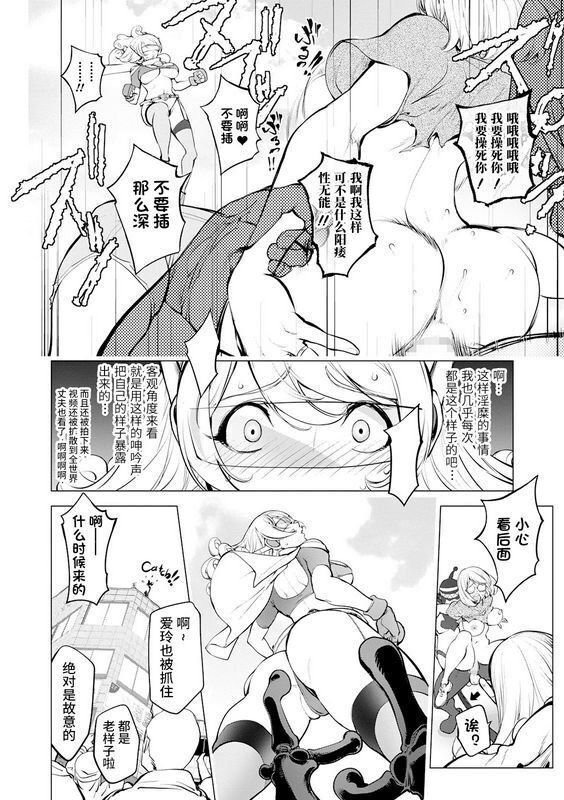 哦哦哦哦哦
我要操死你！
我要操死你！
我啊我这样
可不是什么阳痿
性无能！！
啊啊
不要插♥
不要插
那么深
……！
啊…
这样淫糜的事情
我也几乎每次
都是这个样子的吧…
客观角度来看
就是用这样的呻吟声
把自己的样子暴露
出来的…
而且还被拍下来
视频还被扩散到全世界
丈夫也看了，啊啊啊啊
小心
看后面
诶？
啊——
什么时候来的
Catch!!
啊～
爱玲也被抓住
都是
老样子啦
绝对是故意的